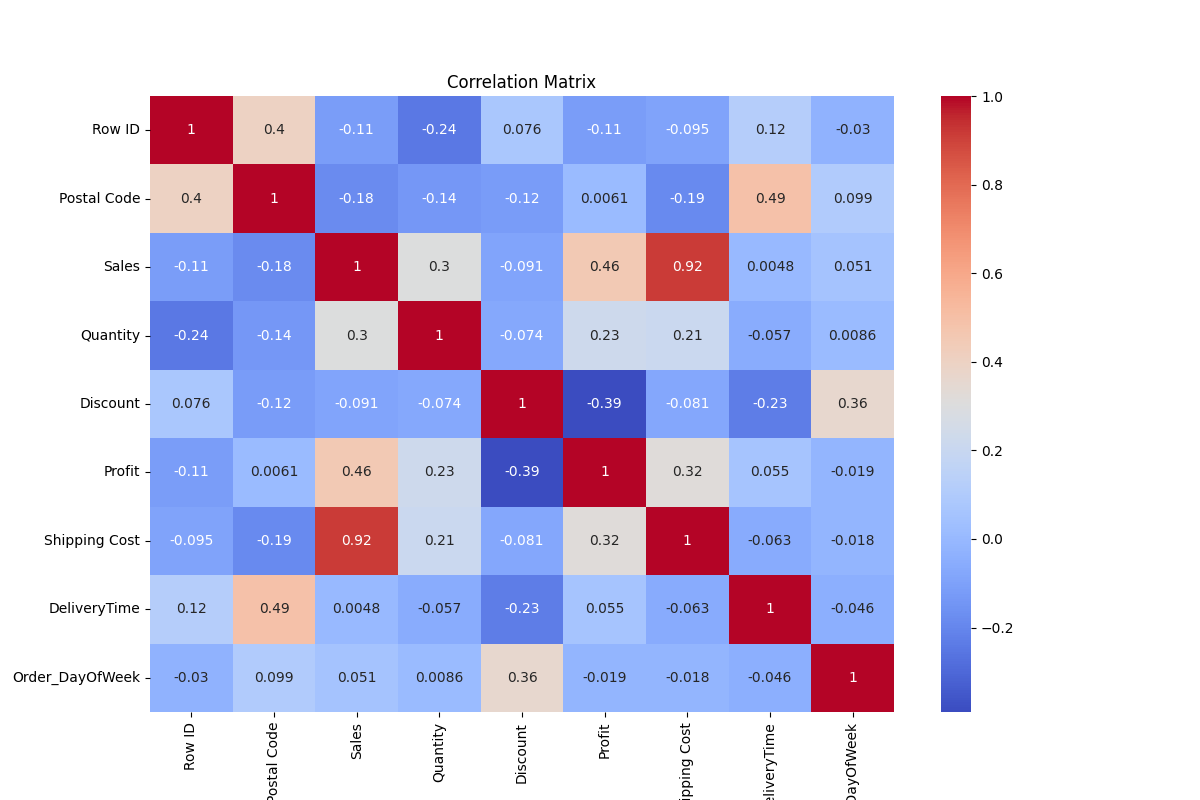 Correlation Matrix
Row ID 1 0.4 -0.11 -0.24 0.076 -0.11 -0.095 0.12 -0.03
Postal Code 0.4 1 -0.18 -0.14 -0.12 0.0061 -0.19 0.49 0.099
Sales -0.11 -0.18 1 0.3 -0.091 0.46 0.92 0.0048 0.051
Quantity -0.24 -0.14 0.3 1 -0.074 0.23 0.21 -0.057 0.0086
Discount 0.076 -0.12 -0.091 -0.074 1 -0.39 -0.081 -0.23 0.36
Profit -0.11 0.0061 0.46 0.23 -0.39 1 0.32 0.055 -0.019
Shipping Cost -0.095 -0.19 0.92 0.21 -0.081 0.32 1 -0.063 -0.018
DeliveryTime 0.12 0.49 0.0048 -0.057 -0.23 0.055 -0.063 1 -0.046
Order_DayOfWeek -0.03 0.099 0.051 0.0086 0.36 -0.019 -0.018 -0.046 1
Row ID
Postal Code
Sales
Quantity
Discount
Profit
ipping Cost
eliveryTime
DayOfWeek
1.0
0.8
0.6
0.4
0.2
0.0
−0.2